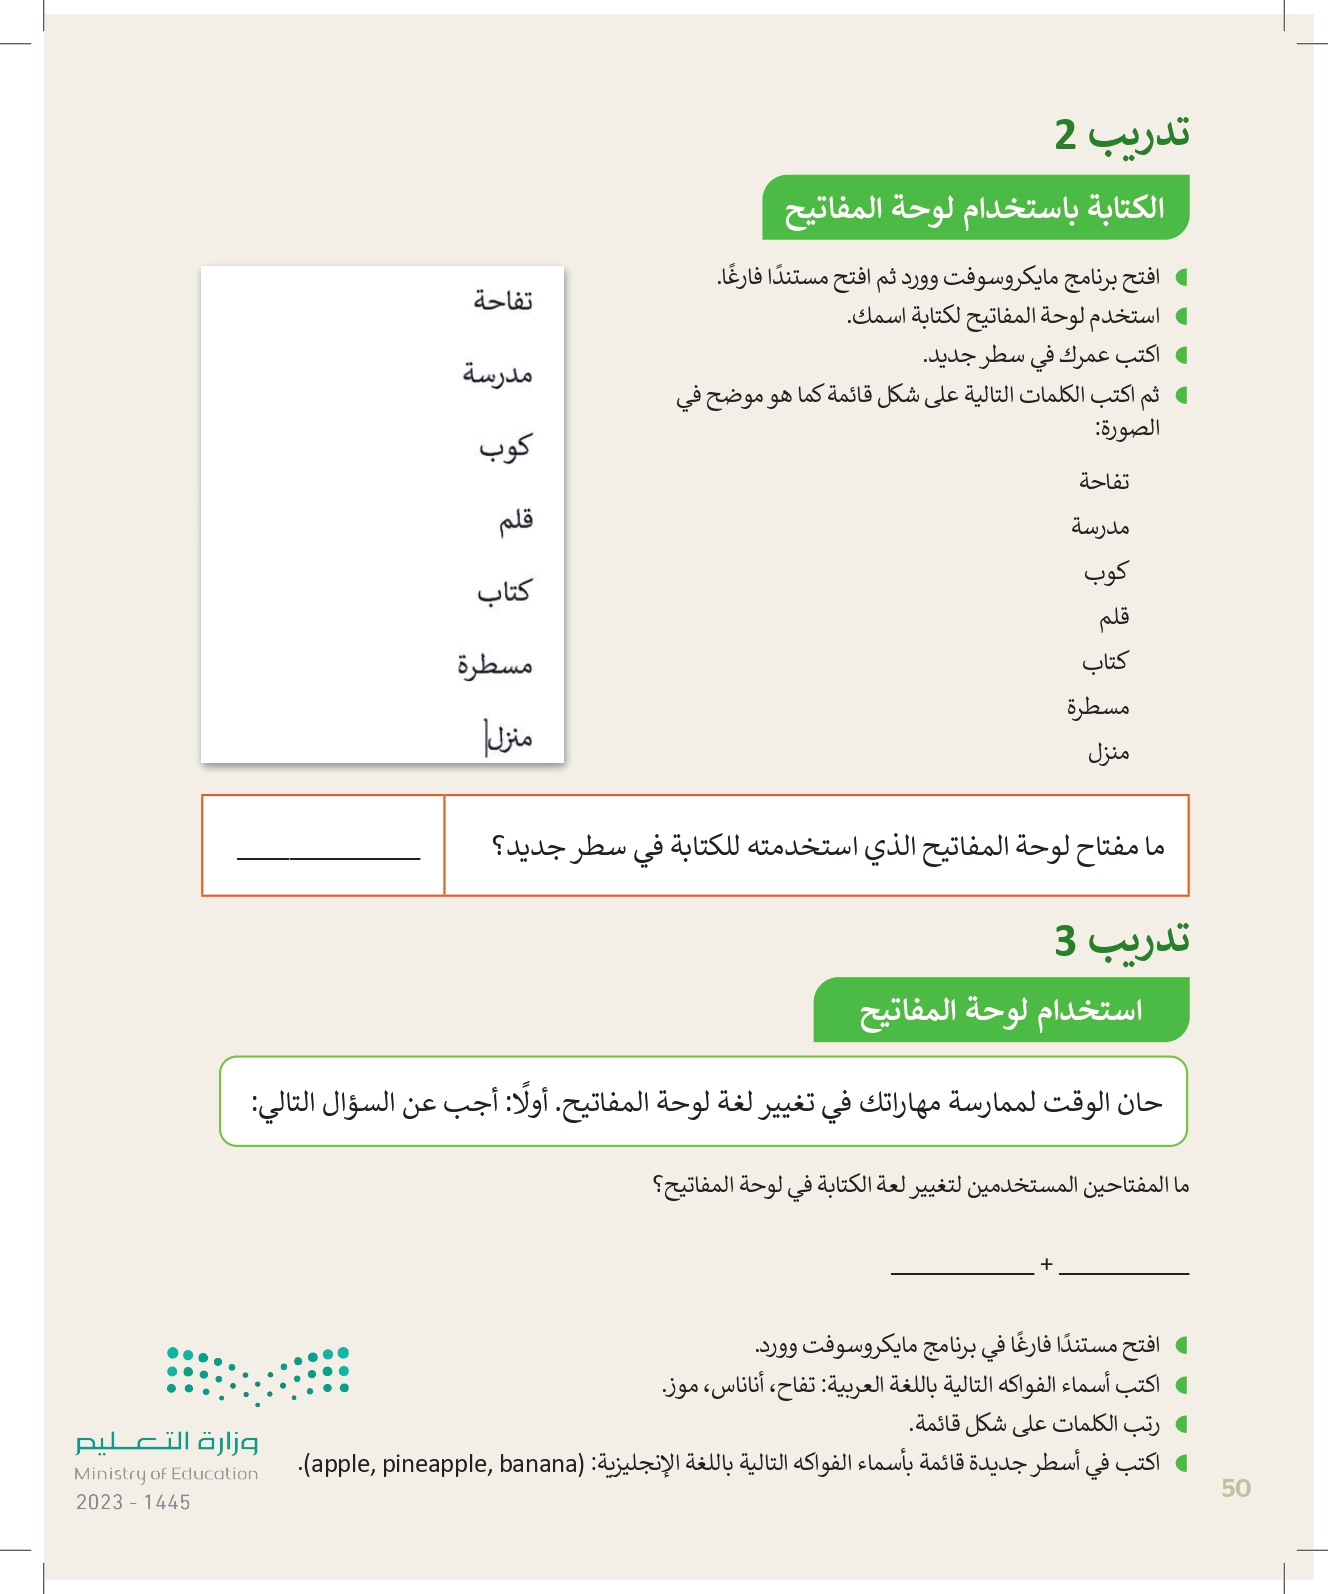 تدريب 2
الكتابة باستخدام لوحة المفاتيح
افتح برنامج مايكروسوفت وورد ثم افتح مستندًا فارغًا.
استخدم لوحة المفاتيح لكتابة اسمك.
اكتب عمرك في سطر جديد.
ثم اكتب الكلمات التالية على شكل قائمة كما هو موضح في
الصورة:
تفاحة
مدرسة
كوب
قلم
كتاب
مسطرة
منزل
تفاحة
مدرسة
كوب
قلم
كتاب
مسطرة
منزل
ما مفتاح لوحة المفاتيح الذي استخدمته للكتابة في سطر جديد؟ ______________
تدريب 3
استخدام لوحة المفاتيح
حان الوقت لممارسة مهاراتك في تغيير لغة لوحة المفاتيح. أولًا: أجب عن السؤال التالي:
ما المفتاحين المستخدمين لتغيير لعة الكتابة في لوحة المفاتيح؟
__________ + ___________
افتح مستندًا فارغًا في برنامج مايكروسوفت وورد.
اكتب أسماء الفواكه التالية باللغة العربية: تفاح، أناناس، موز.
رتب الكلمات على شكل قائمة.
اكتب في أسطر جديدة قائمة بأسماء الفواكه التالية باللغة الإنجليزية: (apple, pineapple, banana).
وزارة التعليم
Ministry of Education
2023 - 1445
50